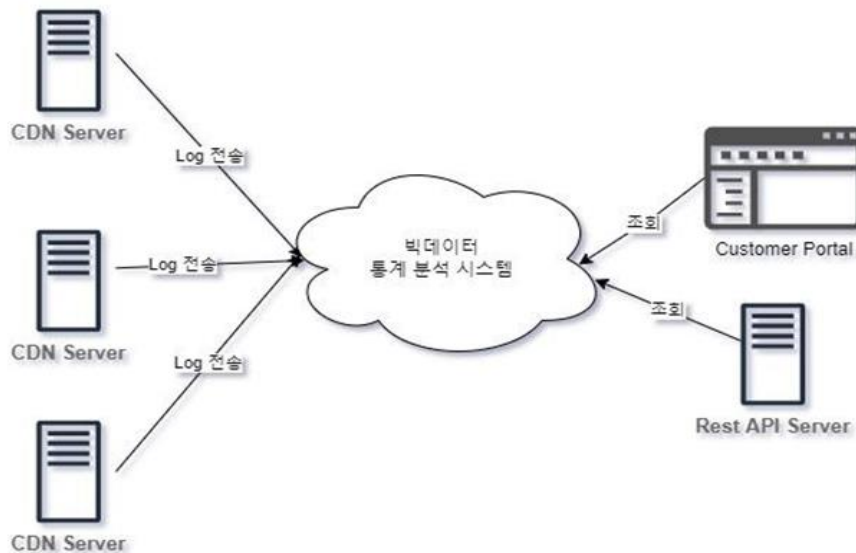 CDN Server
Log 전송
CDN Server
Log 전송
CDN Server
Log 전송
빅데이터
통계 분석 시스템
조회
Customer Portal
조회
Rest API Server